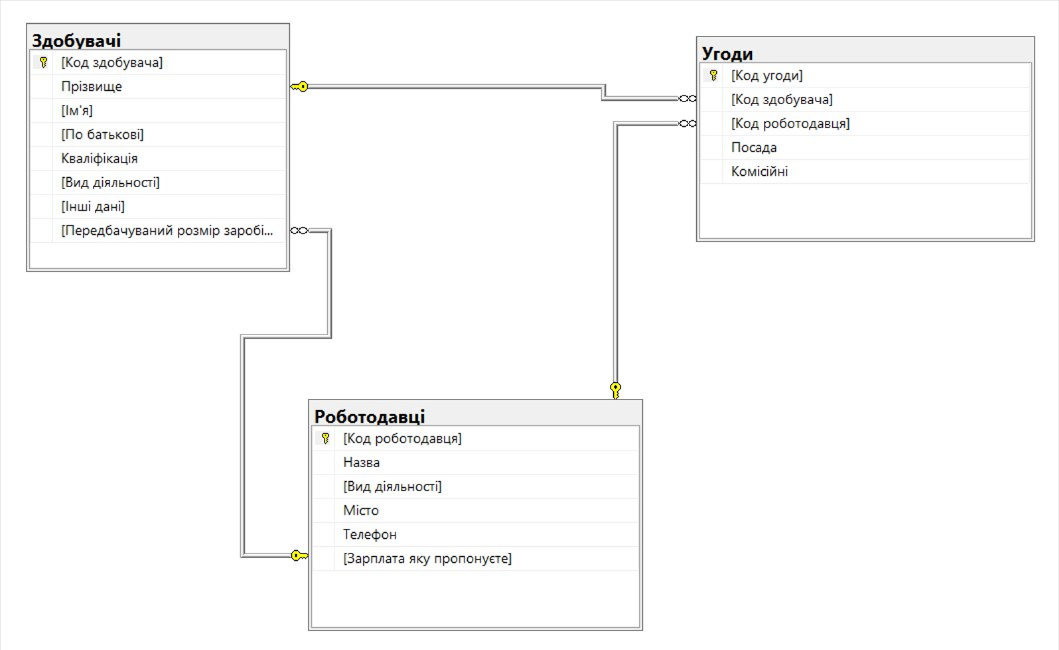 Здобувачі
[Код здобувача]
Прізвище
[Ім'я]
[По батькові]
Кваліфікація
[Вид діяльності]
[Інші дані]
[Передбачуваний розмір заробі...
Угоди
[Код угоди]
[Код здобувача]
[Код роботодавця]
Посада
Комісійні
Роботодавці
[Код роботодавця]
Назва
[Вид діяльності]
Місто
Телефон
[Зарплата яку пропонуєте]